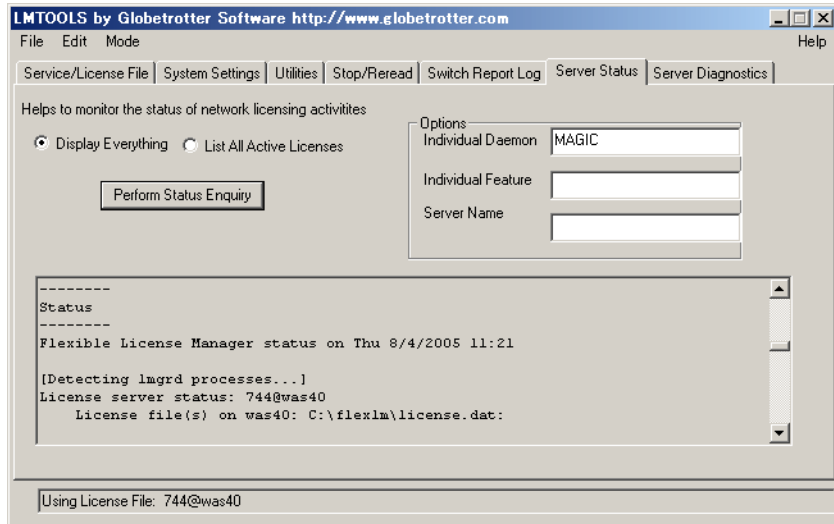 LMTOOLS by Globetrotter Software http://www.globetrotter.com
File Edit Mode Help
Service/License File System Settings Utilities Stop/Reread Switch Report Log Server Status Server Diagnostics
Helps to monitor the status of network licensing activitites
Display Everything List All Active Licenses
Perform Status Enquiry
Options
Individual Daemon MAGIC
Individual Feature
Server Name
--------
Status
--------
Flexible License Manager status on Thu 8/4/2005 11:21
[Detecting lmgrd processes...]
License server status: 744@was40
License file(s) on was40: C:\flexlm\license.dat:
Using License File: 744@was40